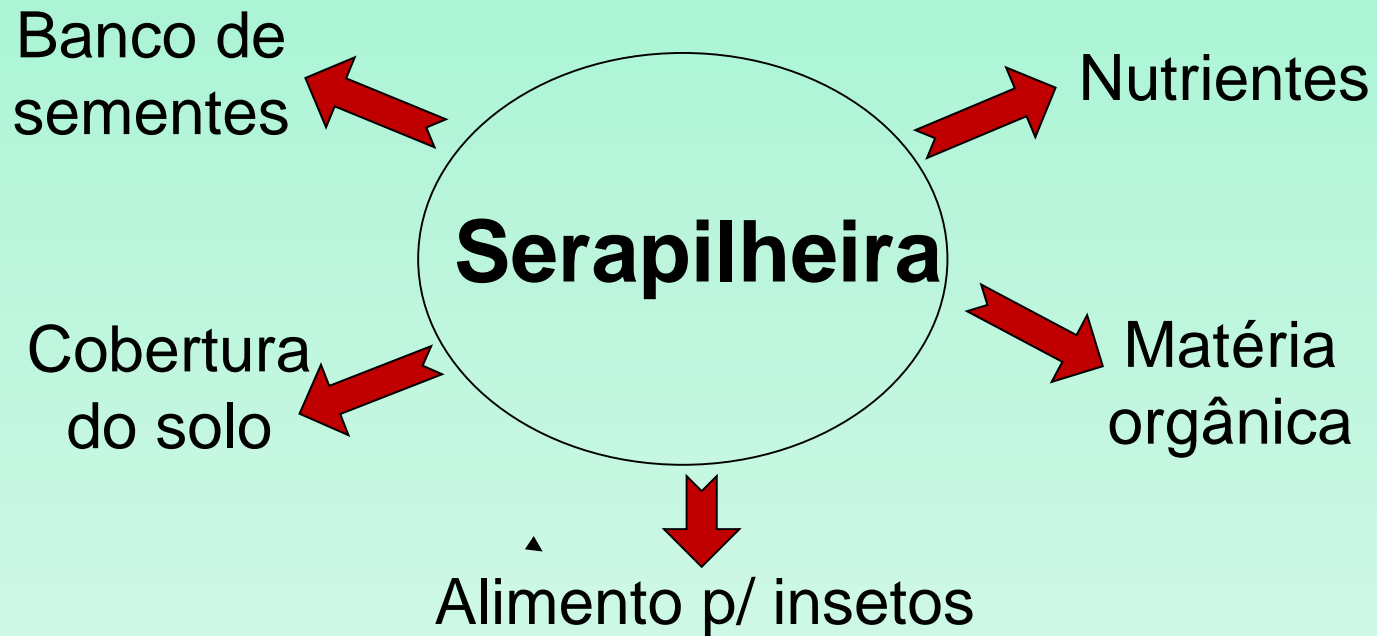 Banco de
sementes
Nutrientes
Serapilheira
Cobertura
do solo
Matéria
orgânica
Alimento p/ insetos